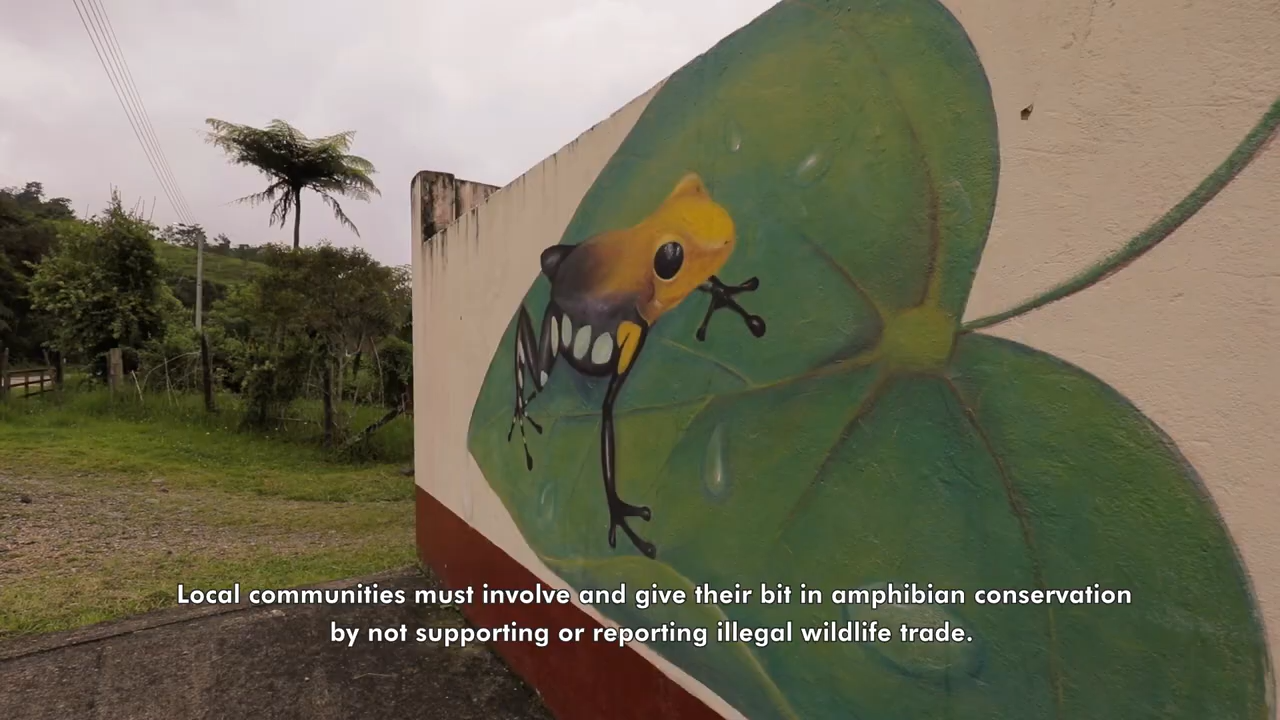 Local communities must involve and give their bit in amphibian conservation
by not supporting or reporting illegal wildlife trade.